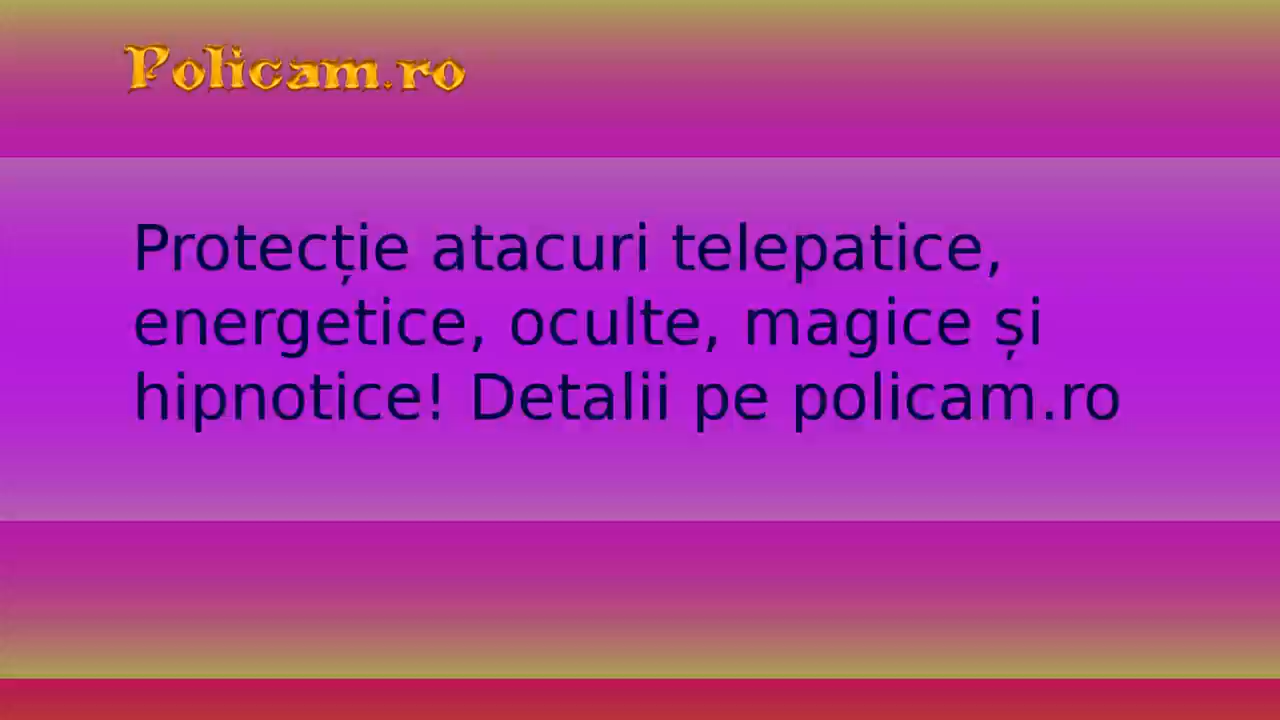 Policam.ro
Protecție atacuri telepatice,
energetice, oculte, magice și
hipnotice! Detalii pe policam.ro